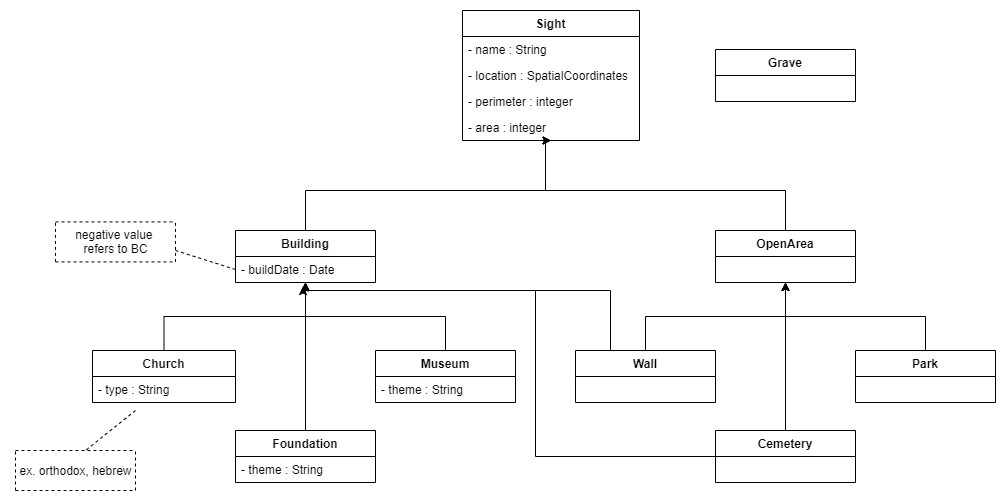 Sight
- name : String
- location : SpatialCoordinates
- perimeter : integer
- area : integer
Grave
negative value
refers to BC
Building
- buildDate : Date
OpenArea
Church
- type : String
Museum
- theme : String
Wall
Park
Foundation
- theme : String
Cemetery
ex. orthodox, hebrew